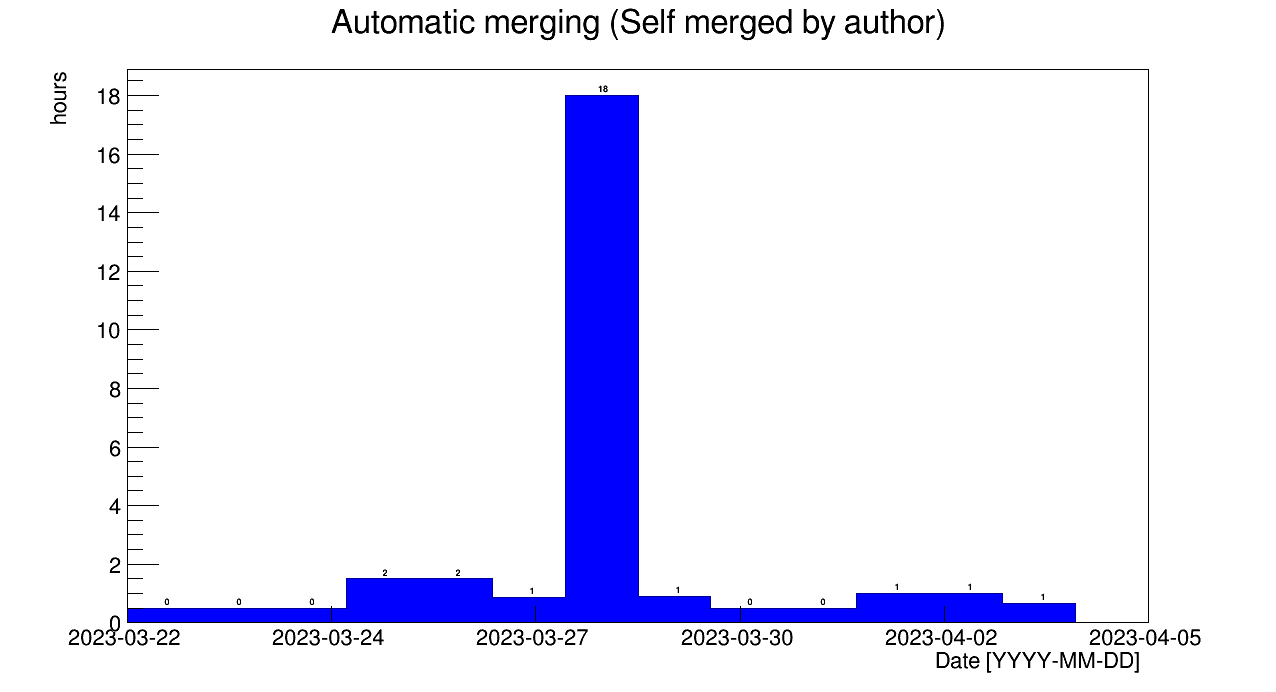 Automatic merging (Self merged by author)
hours
18
16
14
12
10
8
6
4
2
0
0 0 0 2 2 1 18 1 0 0 1 1 1
2023-03-22 2023-03-24 2023-03-27 2023-03-30 2023-04-02 2023-04-05
Date [YYYY-MM-DD]